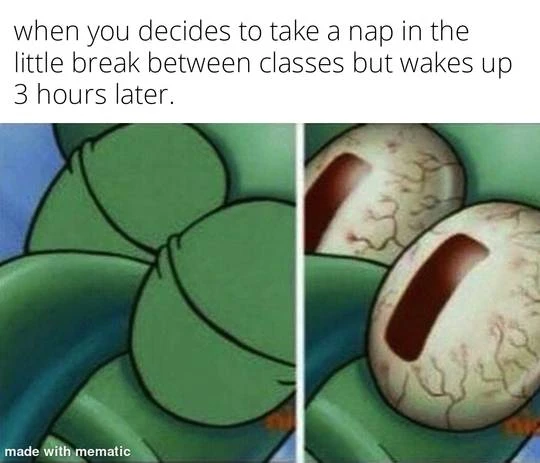 when you decides to take a nap in the
little break between classes but wakes up
3 hours later.
made with mematic